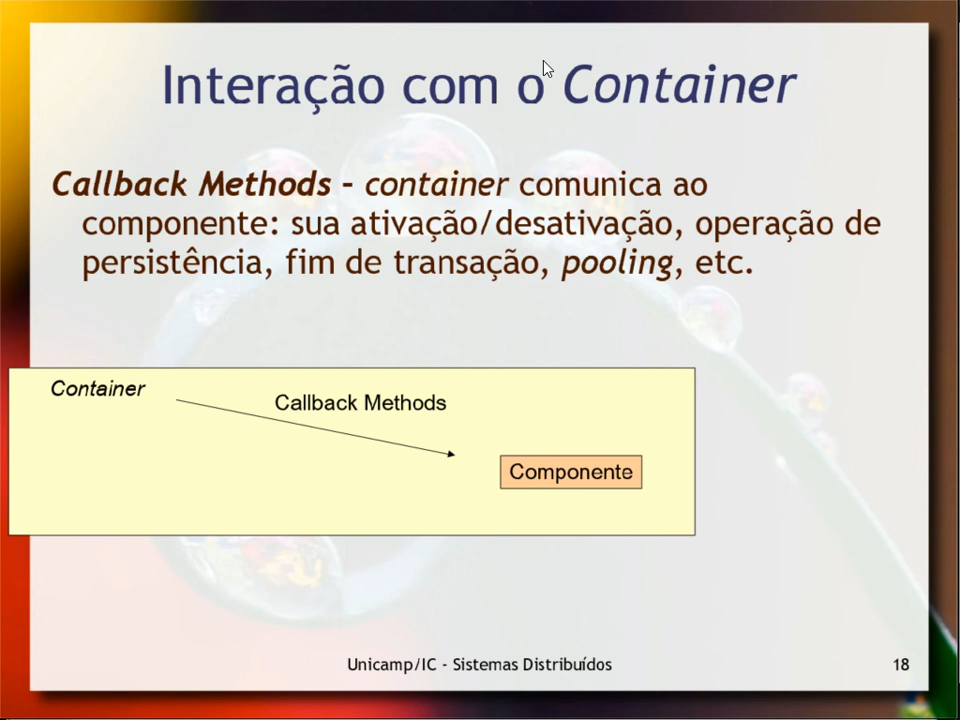 Interação com o Container
Callback Methods – container comunica ao
componente: sua ativação/desativação, operação de
persistência, fim de transação, pooling, etc.
Container
Callback Methods
Componente
Unicamp/IC - Sistemas Distribuídos
18